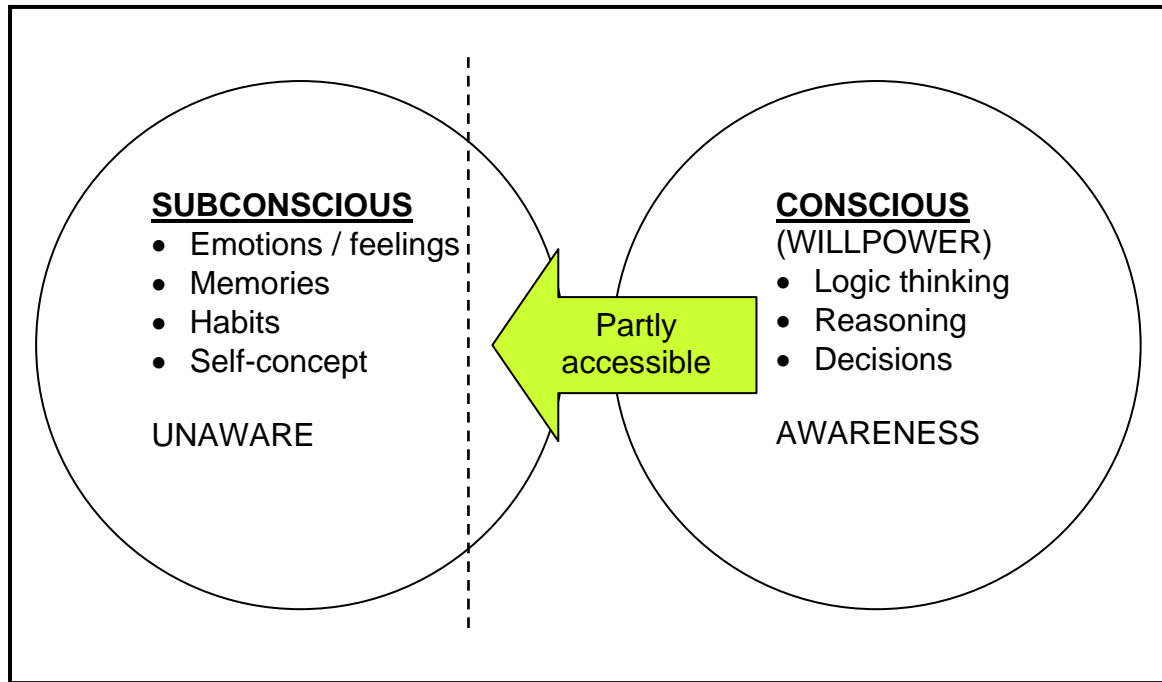 SUBCONSCIOUS
• Emotions / feelings
• Memories
• Habits
• Self-concept
UNAWARE
Partly
accessible
CONSCIOUS
(WILLPOWER)
• Logic thinking
• Reasoning
• Decisions
AWARENESS